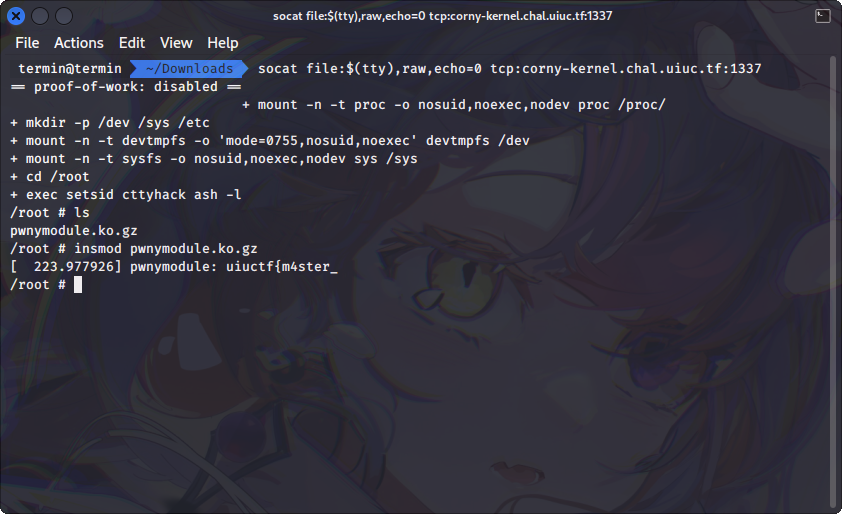 socat file:$(tty),raw,echo=0 tcp:corny-kernel.chal.uiuc.tf:1337
File Actions Edit View Help
termin@termin ~/Downloads socat file:$(tty),raw,echo=0 tcp:corny-kernel.chal.uiuc.tf:1337
== proof-of-work: disabled ==
+ mount -n -t proc -o nosuid,noexec,nodev proc /proc/
+ mkdir -p /dev /sys /etc
+ mount -n -t devtmpfs -o 'mode=0755,nosuid,noexec' devtmpfs /dev
+ mount -n -t sysfs -o nosuid,noexec,nodev sys /sys
+ cd /root
+ exec setsid cttyhack ash -l
/root # ls
pwnymodule.ko.gz
/root # insmod pwnymodule.ko.gz
[  223.977926] pwnymodule: uiuctf{m4ster_
/root #